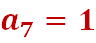 a₇ = 1